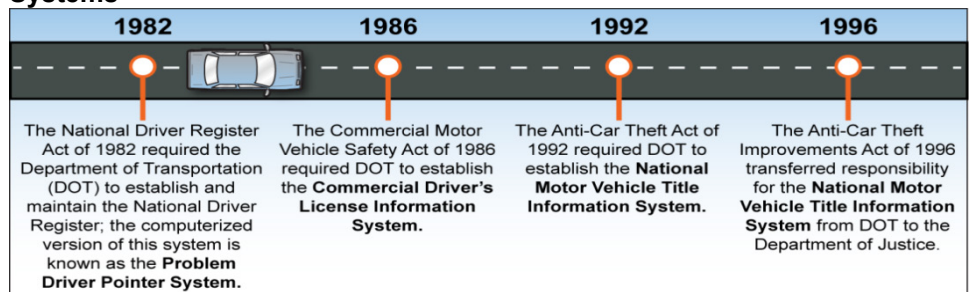 Systems
1982
1986
1992
1996
The National Driver Register
Act of 1982 required the
Department of Transportation
(DOT) to establish and
maintain the National Driver
Register; the computerized
version of this system is
known as the Problem
Driver Pointer System.
The Commercial Motor
Vehicle Safety Act of 1986
required DOT to establish
the Commercial Driver’s
License Information
System.
The Anti-Car Theft Act of
1992 required DOT to
establish the National
Motor Vehicle Title
Information System.
The Anti-Car Theft
Improvements Act of 1996
transferred responsibility
for the National Motor
Vehicle Title Information
System from DOT to the
Department of Justice.